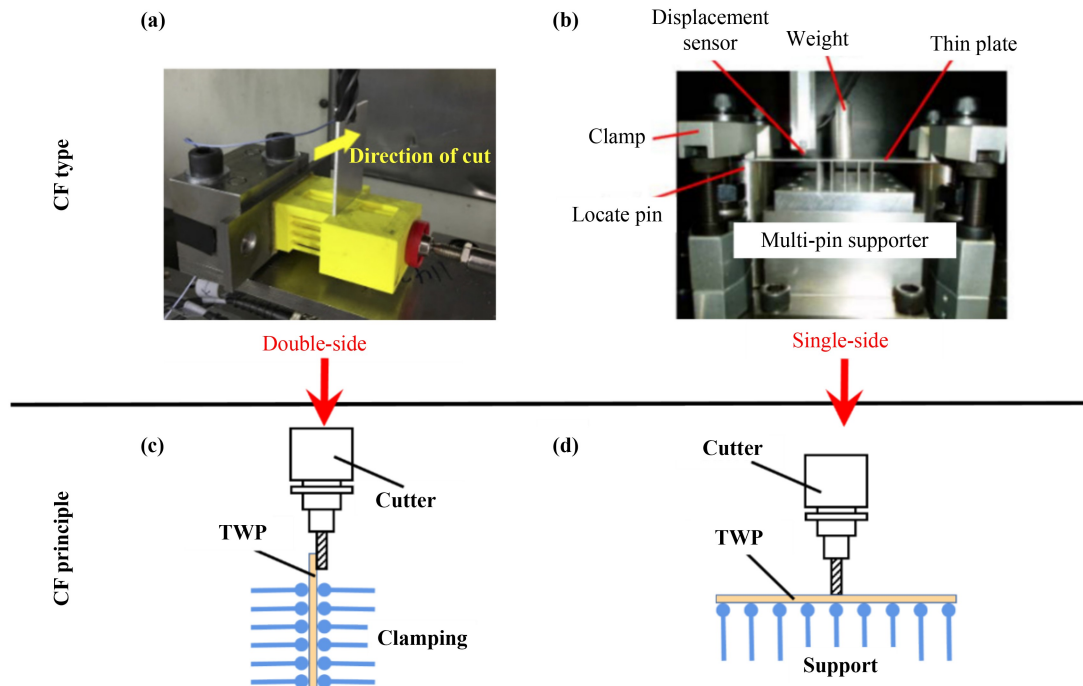 (a)
(b)
Displacement
sensor
Weight
Thin plate
Clamp
Direction of cut
CF type
Locate pin
Multi-pin supporter
Double-side
Single-side
(c)
(d)
Cutter
Cutter
TWP
TWP
CF principle
Clamping
Support